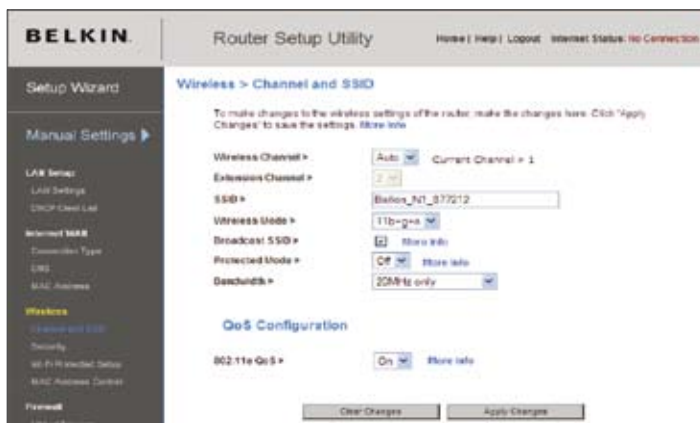 BELKIN.
Router Setup Utility
Home | Help | Logout Internet Status: No Connection
Setup Wizard
Manual Settings
LAN Setup
LAN Settings
DHCP Client List
Internet WAN
Connection Type
DNS
MAC Address
Wireless
Channel and SSID
Security
Wi-Fi Protected Setup
MAC Address Control
Firewall
Wireless > Channel and SSID
To make changes to the wireless settings of the router, make the changes here. Click "Apply
Changes" to save the settings. More Info
Wireless Channel > Auto Current Channel > 1
Extension Channel > 2
SSID > Belkin_N1_877212
Wireless Mode > 11b+g+n
Broadcast SSID > More Info
Protected Mode > Off More Info
Bandwidth > 20MHz only
QoS Configuration
802.11e QoS > On More Info
Clear Changes Apply Changes